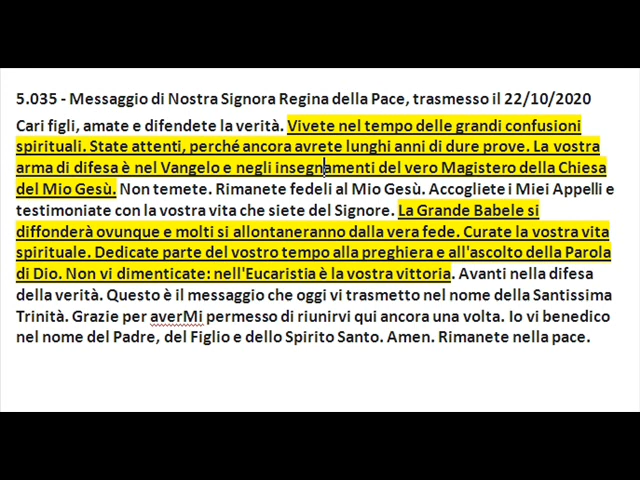 5.035 - Messaggio di Nostra Signora Regina della Pace, trasmesso il 22/10/2020
Cari figli, amate e difendete la verità. Vivete nel tempo delle grandi confusioni
spirituali. State attenti, perché ancora avrete lunghi anni di dure prove. La vostra
arma di difesa è nel Vangelo e negli insegnamenti del vero Magistero della Chiesa
del Mio Gesù. Non temete. Rimanete fedeli al Mio Gesù. Accogliete i Miei Appelli e
testimoniate con la vostra vita che siete del Signore. La Grande Babele si
diffonderà ovunque e molti si allontaneranno dalla vera fede. Curate la vostra vita
spirituale. Dedicate parte del vostro tempo alla preghiera e all'ascolto della Parola
di Dio. Non vi dimenticate: nell'Eucaristia è la vostra vittoria. Avanti nella difesa
della verità. Questo è il messaggio che oggi vi trasmetto nel nome della Santissima
Trinità. Grazie per averMi permesso di riunirvi qui ancora una volta. Io vi benedico
nel nome del Padre, del Figlio e dello Spirito Santo. Amen. Rimanete nella pace.